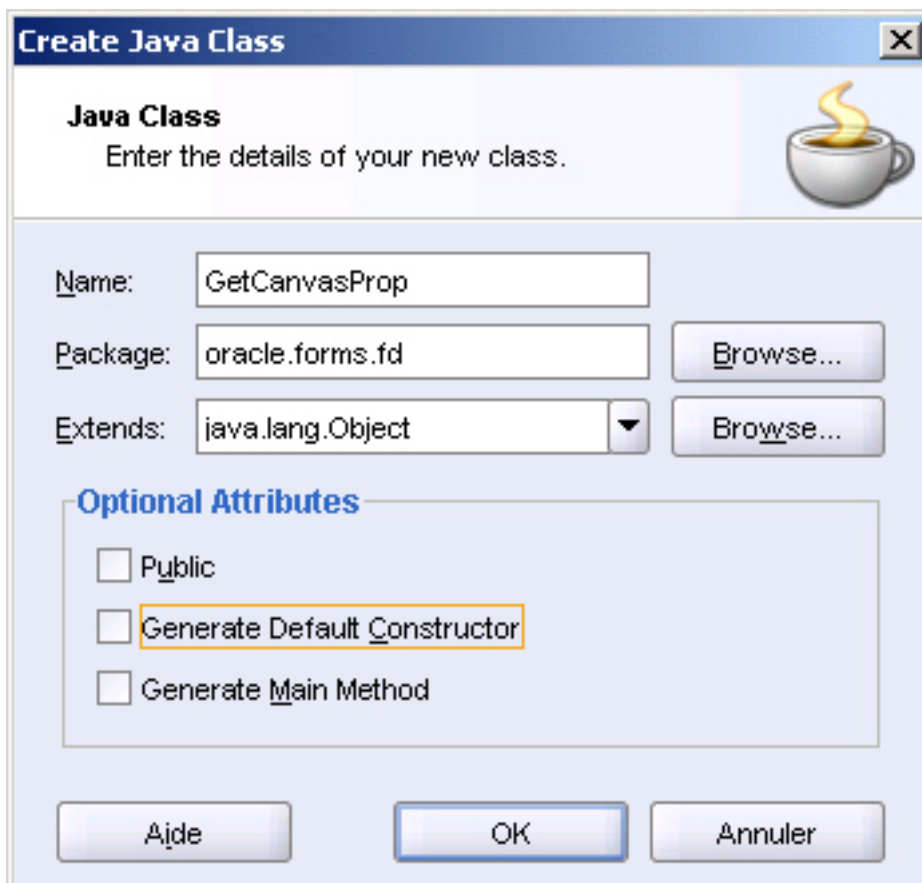 Create Java Class
Java Class
Enter the details of your new class.
Name: GetCanvasProp
Package: oracle.forms.fd Browse...
Extends: java.lang.Object Browse...
Optional Attributes
Public
Generate Default Constructor
Generate Main Method
Aide OK Annuler